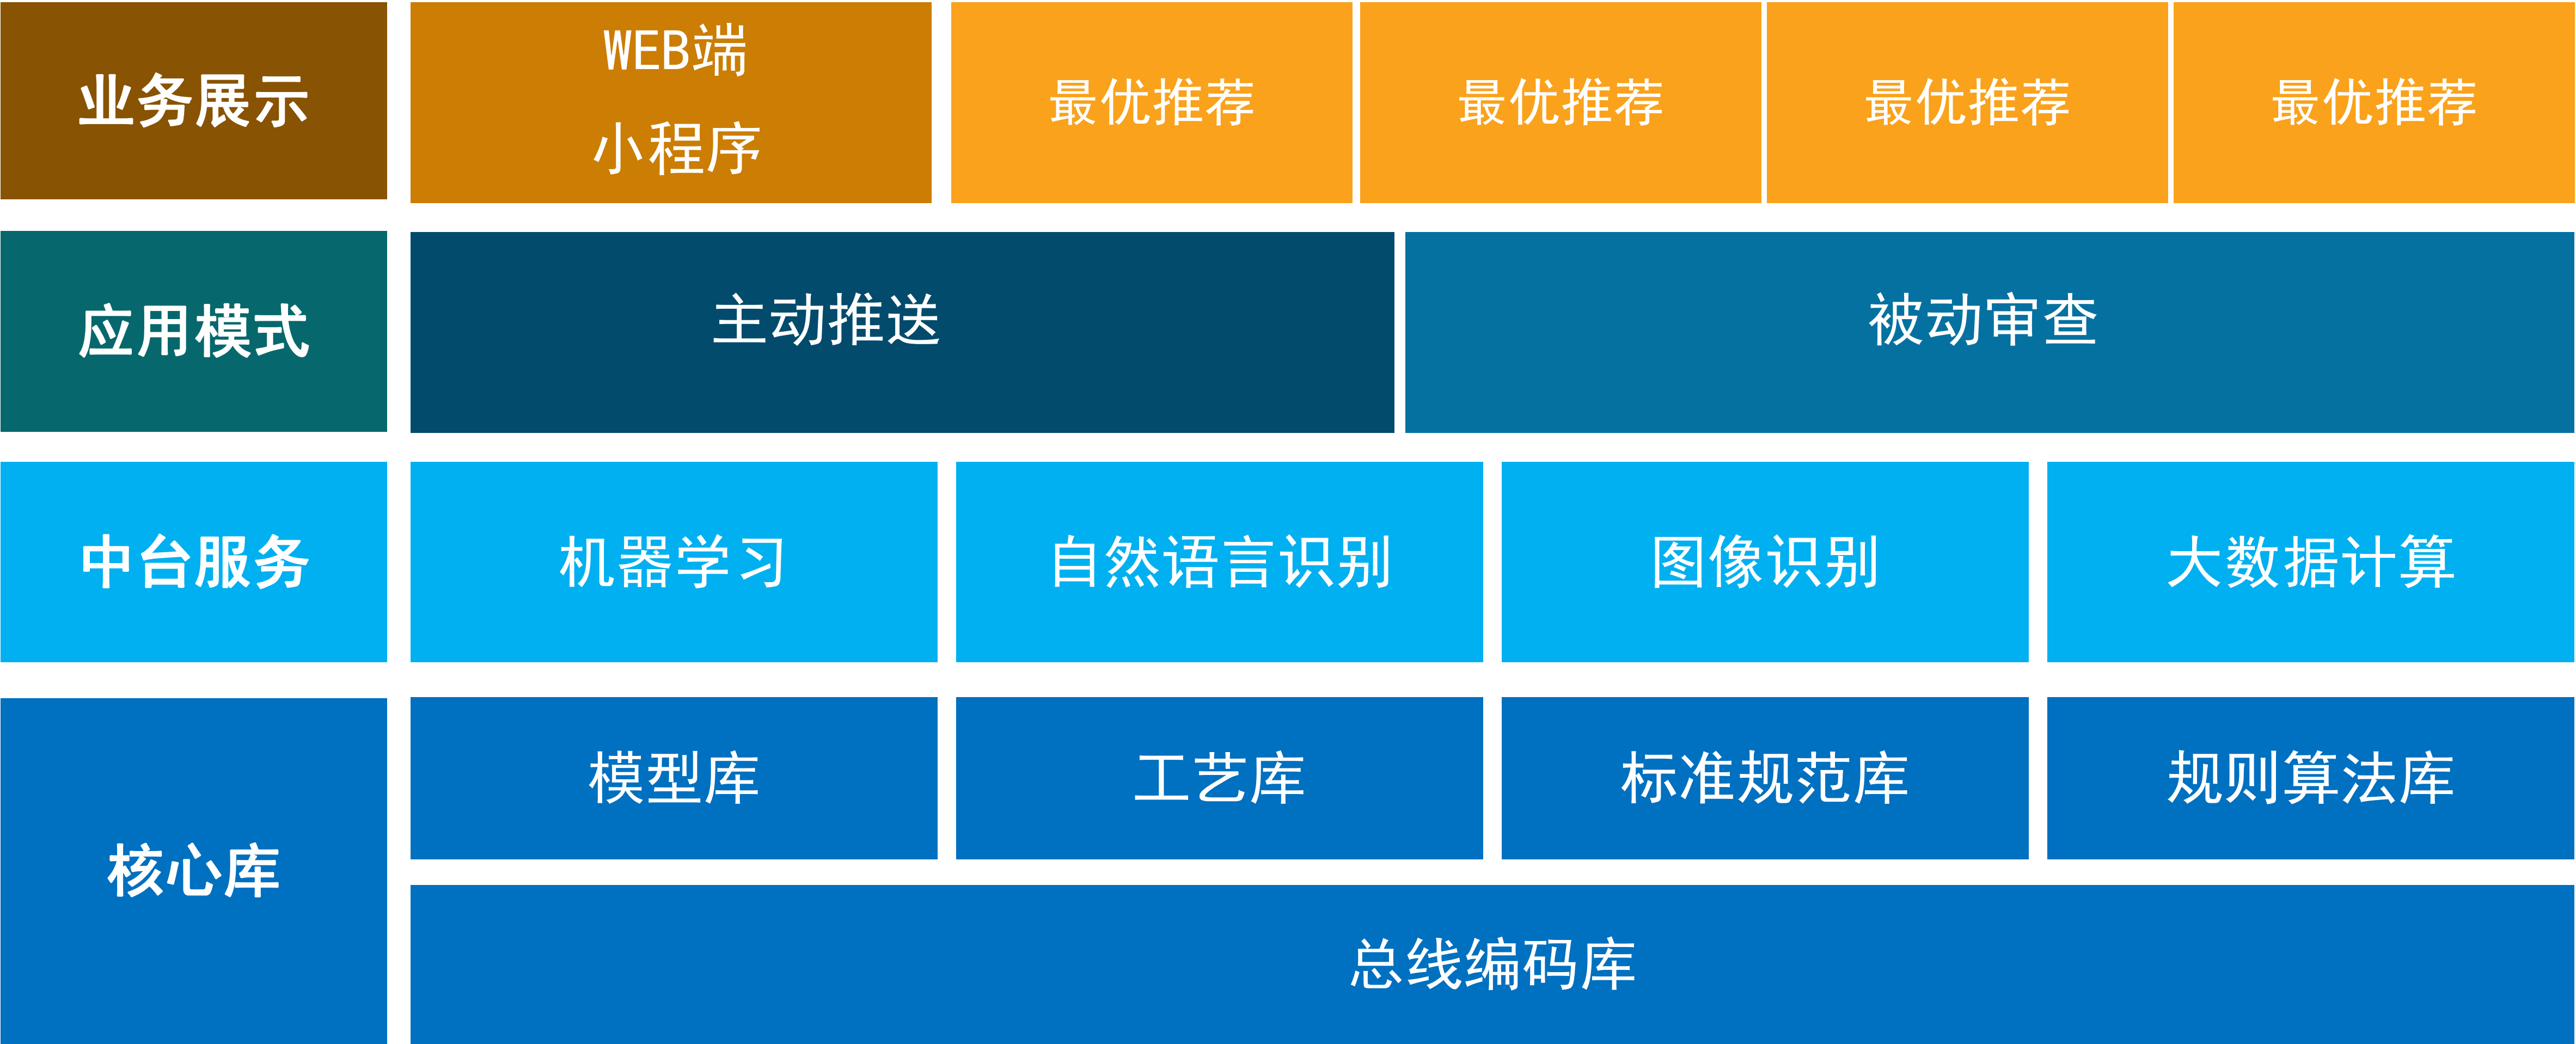 业务展示
WEB端
小程序
最优推荐
最优推荐
最优推荐
最优推荐
应用模式
主动推送
被动审查
中台服务
机器学习
自然语言识别
图像识别
大数据计算
核心库
模型库
工艺库
标准规范库
规则算法库
总线编码库